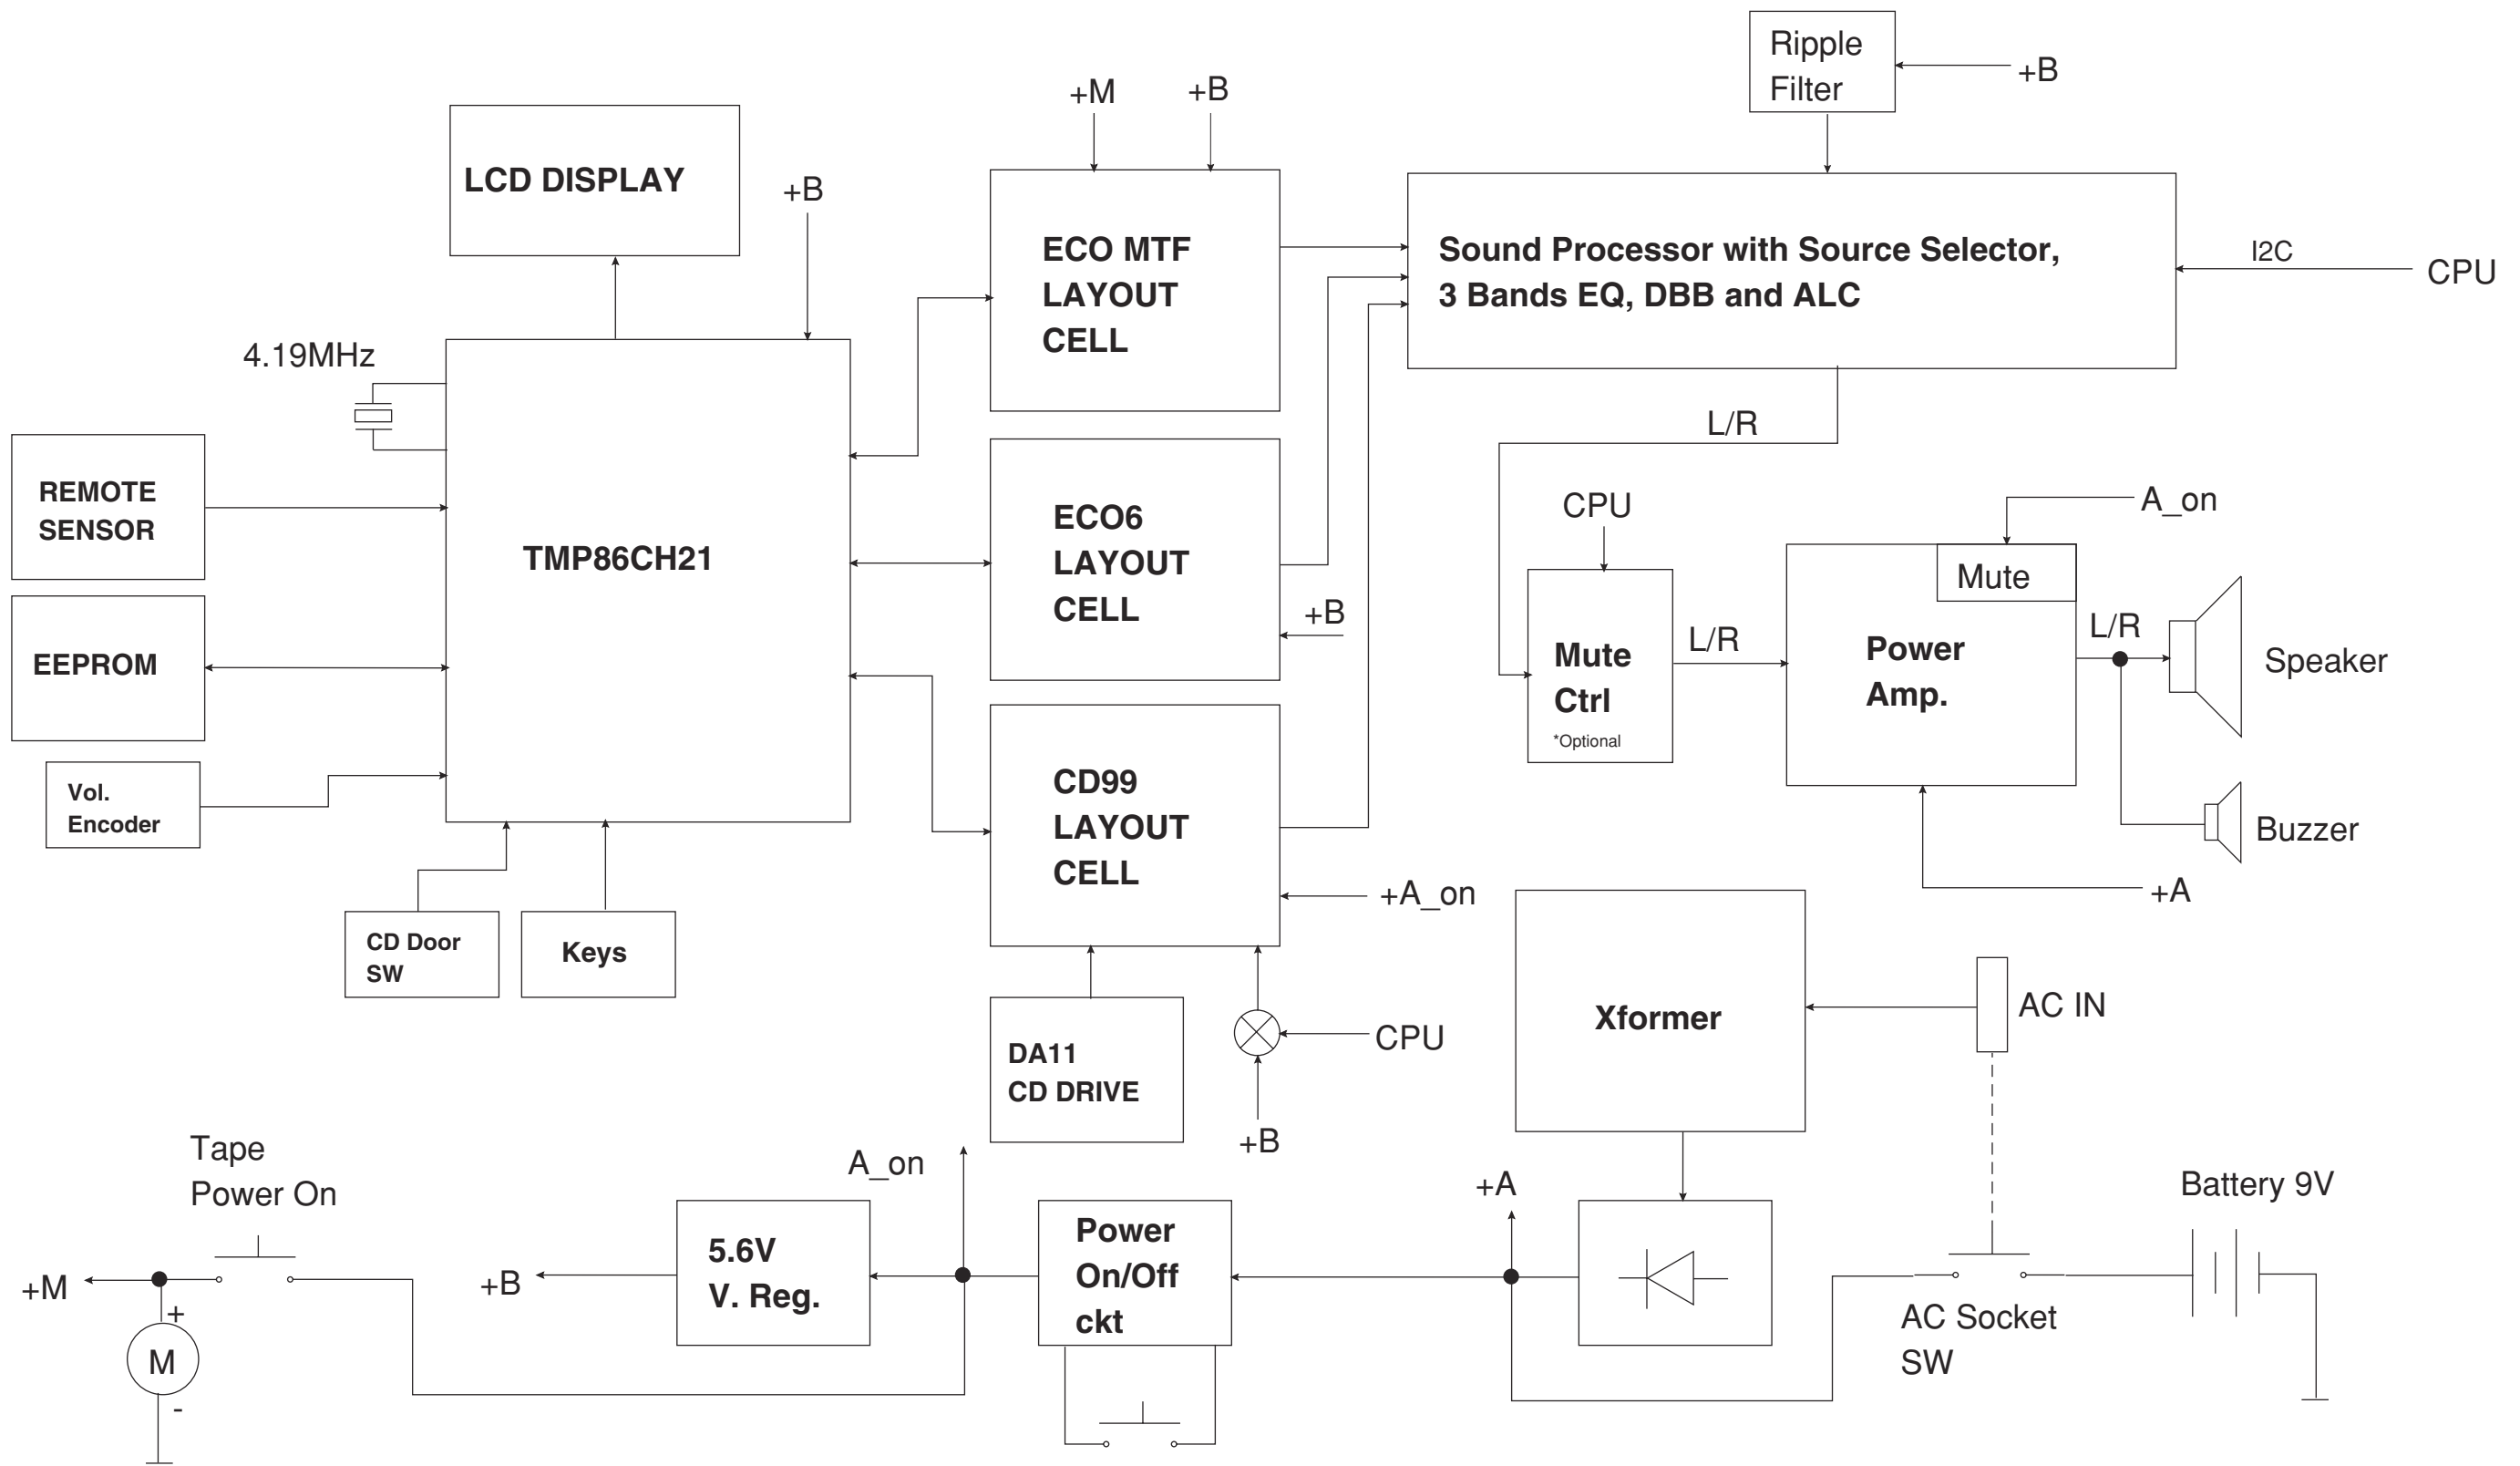 Ripple
Filter
+B
+M
+B
LCD DISPLAY
+B
ECO MTF
LAYOUT
CELL
Sound Processor with Source Selector,
3 Bands EQ, DBB and ALC
I2C
CPU
4.19MHz
L/R
REMOTE
SENSOR
TMP86CH21
ECO6
LAYOUT
CELL
+B
CPU
A_on
Mute
Mute
Ctrl
*Optional
L/R
Power
Amp.
L/R
Speaker
EEPROM
Vol.
Encoder
CD99
LAYOUT
CELL
+A_on
Buzzer
+A
CD Door
SW
Keys
Xformer
AC IN
DA11
CD DRIVE
CPU
+B
Tape
Power On
A_on
+A
Battery 9V
+M
+
M
-
+B
5.6V
V. Reg.
Power
On/Off
ckt
AC Socket
SW